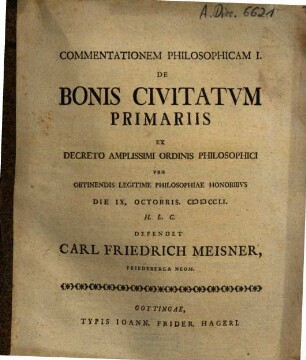 A. Diss. 6621
COMMENTATIONEM PHILOSOPHICAM I.
DE
BONIS CIVITATVM
PRIMARIIS
EX
DECRETO AMPLISSIMI ORDINIS PHILOSOPHICI
PRO
OBTINENDIS LEGITIME PHILOSOPHIAE HONORIBVS
DIE IX, OCTOBRIS. CIↃIↃCCLI.
H. L. C.
DEFENDET
CARL FRIEDRICH MEISNER,
FRIEDEBERGA NEOM.
GOTTINGAE,
TYPIS IOANN. FRIDER. HAGERI.